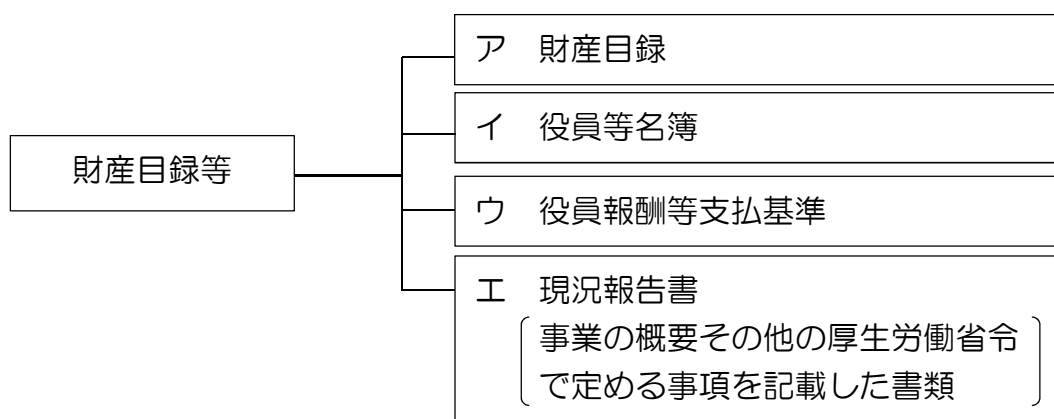 財産目録等
ア　財産目録
イ　役員等名簿
ウ　役員報酬等支払基準
エ　現況報告書
事業の概要その他の厚生労働省令
で定める事項を記載した書類